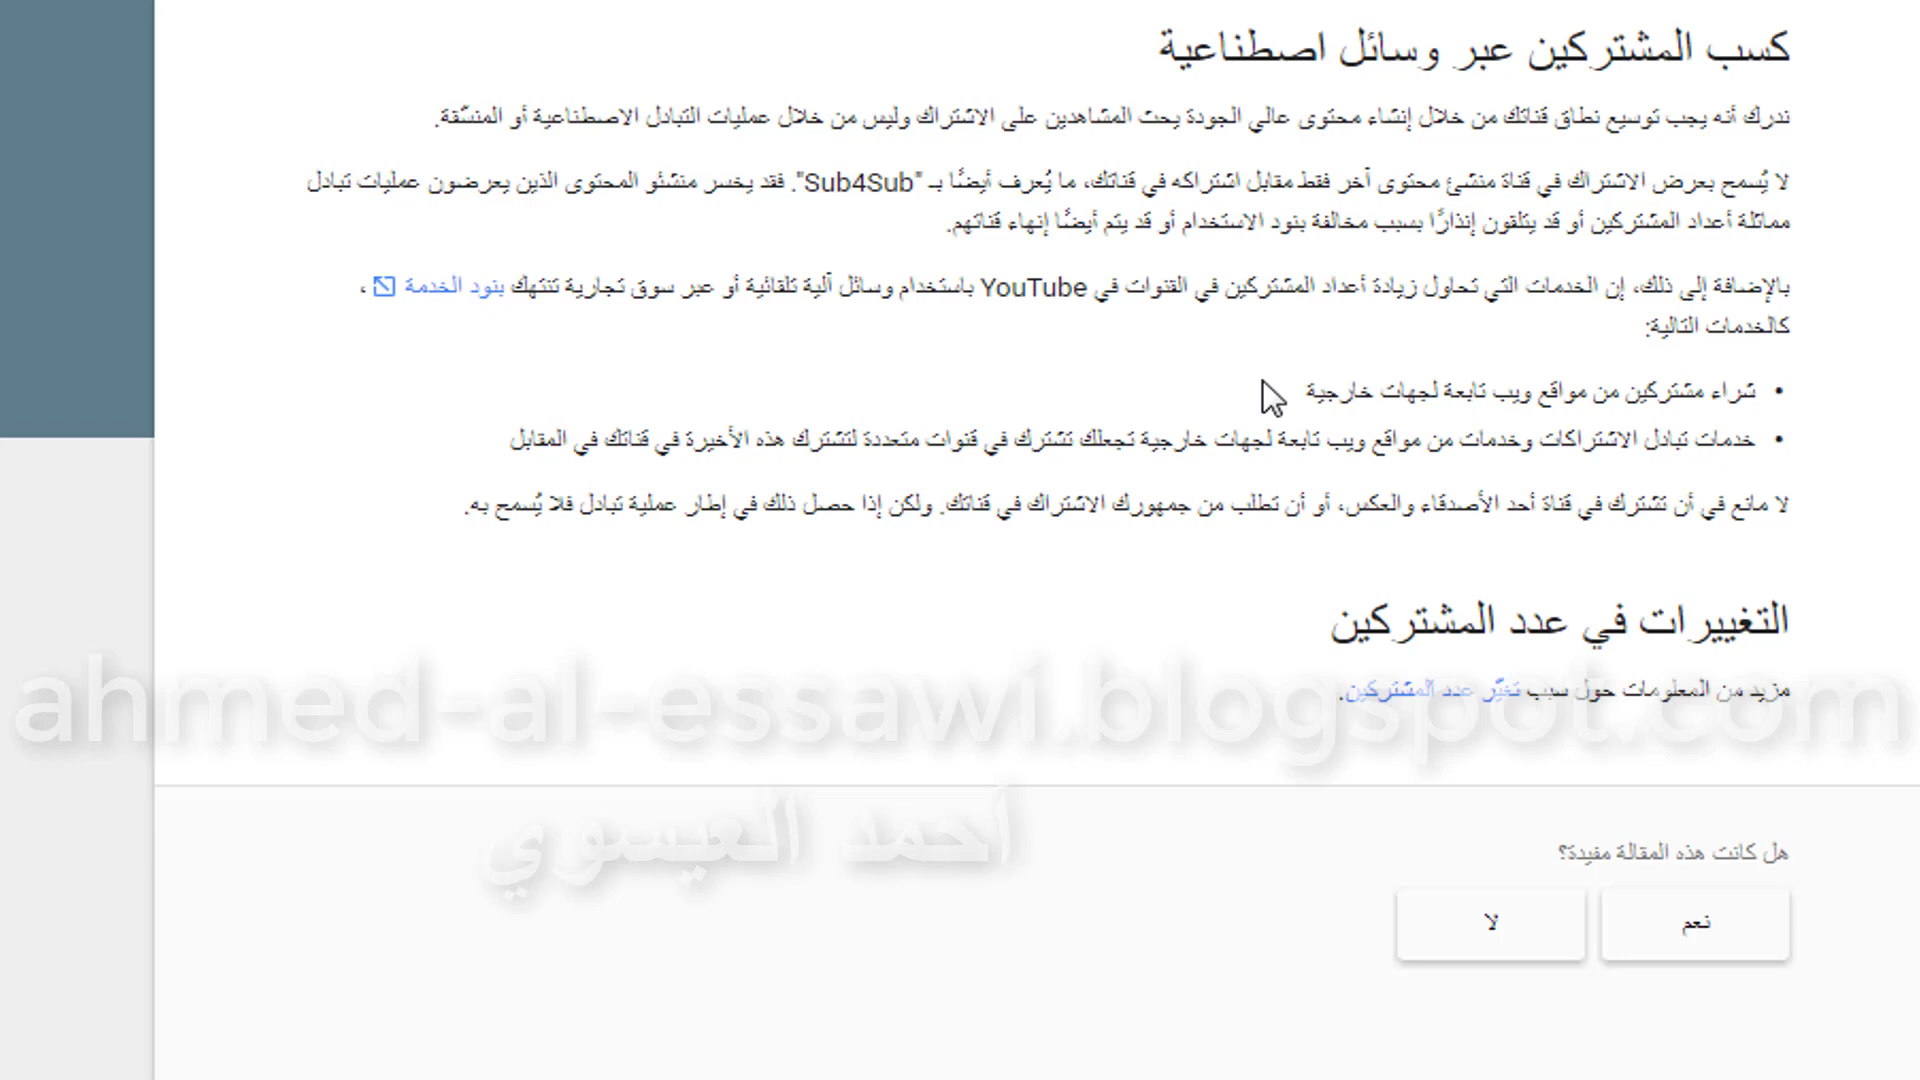 كسب المشتركين عبر وسائل اصطناعية
ندرك أنه يجب توسيع نطاق قناتك من خلال إنشاء محتوى عالي الجودة يحث المشاهدين على الاشتراك وليس من خلال عمليات التبادل الاصطناعية أو المنسّقة.
لا يُسمح بعرض الاشتراك في قناة منشئ محتوى آخر فقط مقابل اشتراكه في قناتك، ما يُعرف أيضًا بـ "Sub4Sub". فقد يخسر منشئو المحتوى الذين يعرضون عمليات تبادل
مماثلة أعداد المشتركين أو قد يتلقون إنذارًا بسبب مخالفة بنود الاستخدام أو قد يتم أيضًا إنهاء قناتهم.
بالإضافة إلى ذلك، إن الخدمات التي تحاول زيادة أعداد المشتركين في القنوات في YouTube باستخدام وسائل آلية تلقائية أو عبر سوق تجارية تنتهك بنود الخدمة ،
كالخدمات التالية:
• شراء مشتركين من مواقع ويب تابعة لجهات خارجية
• خدمات تبادل الاشتراكات وخدمات من مواقع ويب تابعة لجهات خارجية تجعلك تشترك في قنوات متعددة لتشترك هذه الأخيرة في قناتك في المقابل
لا مانع في أن تشترك في قناة أحد الأصدقاء والعكس، أو أن تطلب من جمهورك الاشتراك في قناتك. ولكن إذا حصل ذلك في إطار عملية تبادل فلا يُسمح به.
التغييرات في عدد المشتركين
مزيد من المعلومات حول سبب تغيّر عدد المشتركين.
ahmed-al-essawi.blogspot.com
أحمد العيسوي
هل كانت هذه المقالة مفيدة؟
نعم
لا